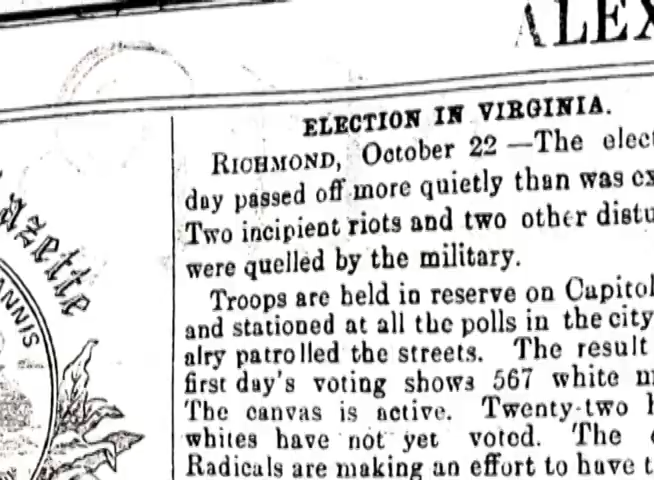 ALEX
azette
ANNIS
ELECTION IN VIRGINIA.
RICHMOND, October 22 —The elect
day passed off more quietly than was ex
Two incipient riots and two other distu
were quelled by the military.
Troops are held in reserve on Capitol
and stationed at all the polls in the city
alry patrolled the streets. The result
first day's voting shows 567 white m
The canvas is active. Twenty-two h
whites have not yet voted. The
Radicals are making an effort to have t